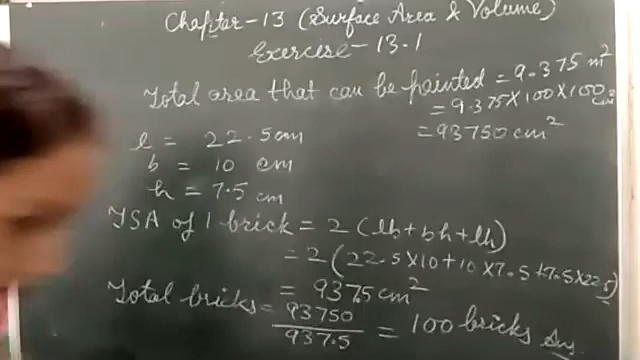 Chapter-13 (Surface Area & Volume)
Exercise-13.1
Total area that can be painted = 9.375 m²
= 9.375×100×100 cm²
= 93750 cm²
l = 22.5cm
b = 10 cm
h = 7.5 cm
TSA of 1 brick = 2 (lb+bh+lh)
= 2 (22.5×10+10×7.5+7.5×22.5)
= 937.5 cm²
Total bricks = 93750 / 937.5 = 100 bricks Ans.